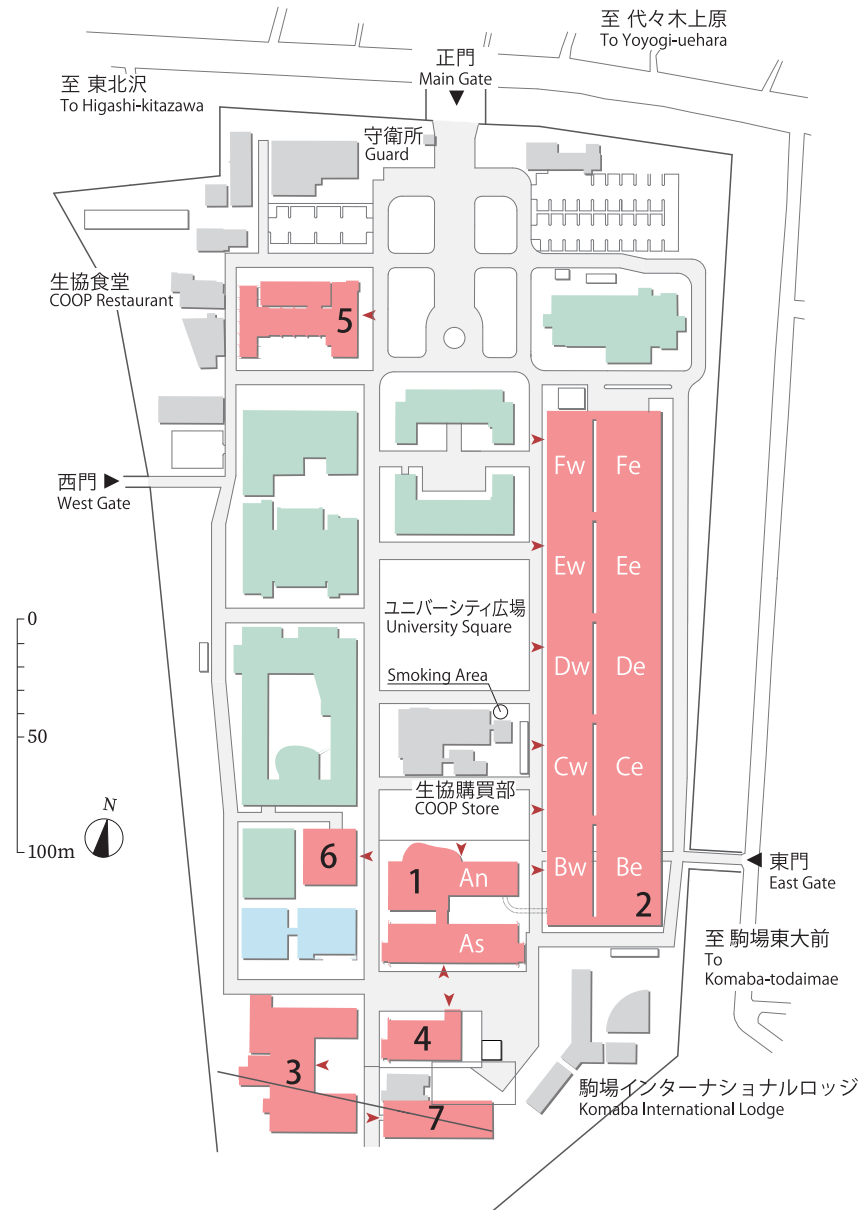 至 代々木上原
To Yoyogi-uehara
正門
Main Gate
至 東北沢
To Higashi-kitazawa
守衛所
Guard
生協食堂
COOP Restaurant
5
西門
West Gate
Fw
Fe
Ew
Ee
ユニバーシティ広場
University Square
Dw
De
Smoking Area
0
50
100m
N
Cw
Ce
生協購買部
COOP Store
6
1
An
As
Bw
Be
2
東門
East Gate
至 駒場東大前
To
Komaba-todaimae
4
3
7
駒場インターナショナルロッジ
Komaba International Lodge